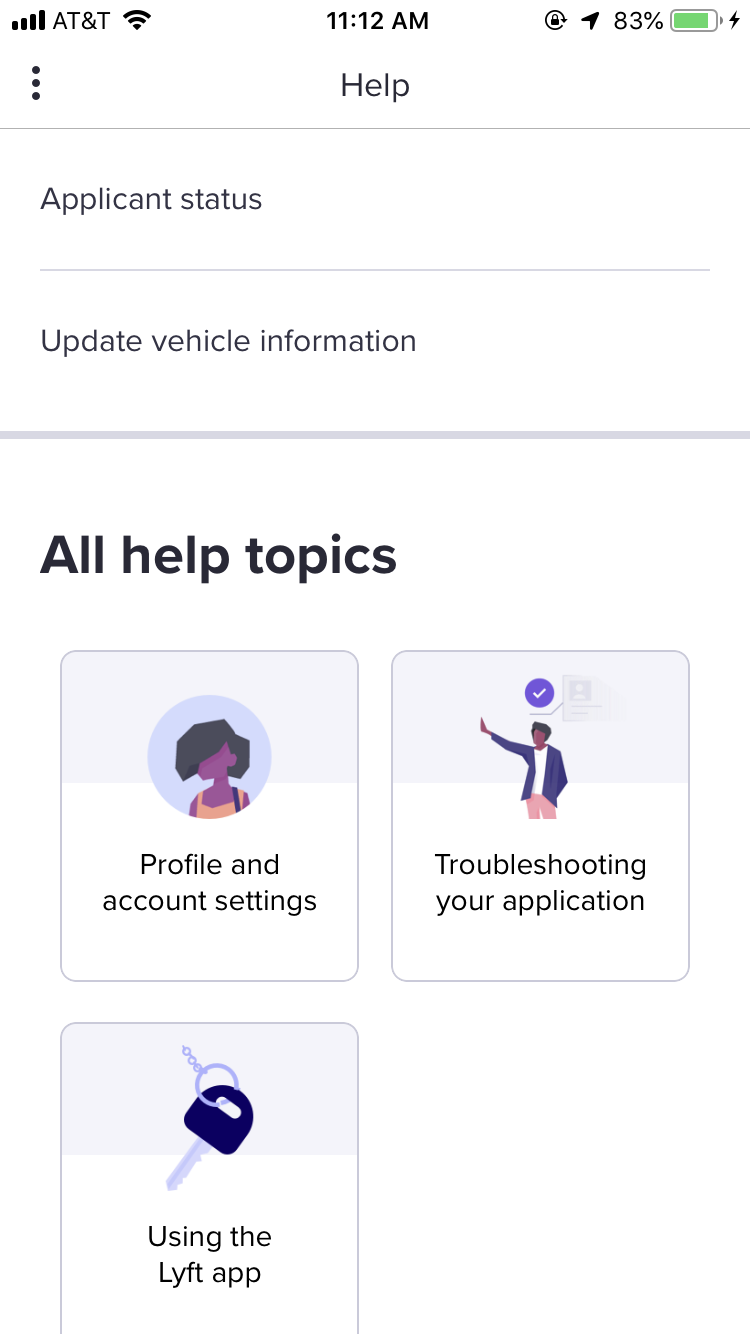 AT&T 11:12 AM 83%
Help
Applicant status
Update vehicle information
All help topics
Profile and
account settings
Troubleshooting
your application
Using the
Lyft app